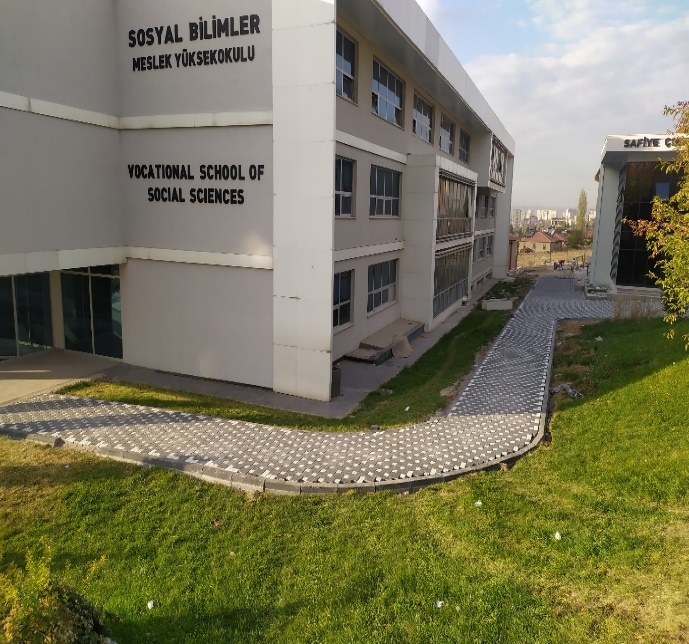 SOSYAL BİLİMLER
MESLEK YÜKSEKOKULU
VOCATIONAL SCHOOL OF
SOCIAL SCIENCES
SAFİYE